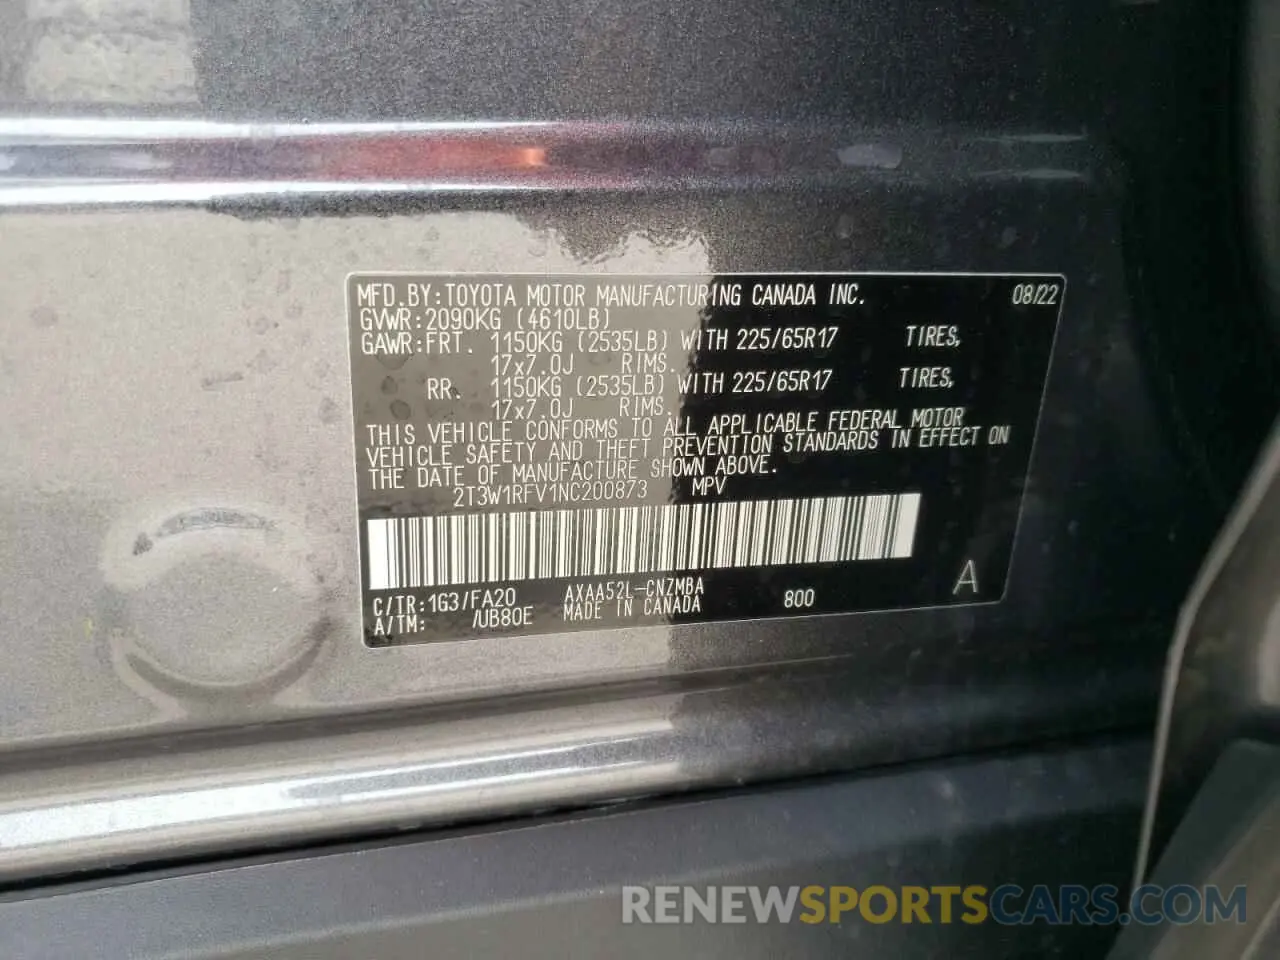 MFD.BY:TOYOTA MOTOR MANUFACTURING CANADA INC. 08/22
GVWR:2090KG (4610LB)
GAWR:FRT. 1150KG (2535LB) WITH 225/65R17 TIRES,
17x7.0J RIMS.
RR. 1150KG (2535LB) WITH 225/65R17 TIRES,
17x7.0J RIMS.
THIS VEHICLE CONFORMS TO ALL APPLICABLE FEDERAL MOTOR
VEHICLE SAFETY AND THEFT PREVENTION STANDARDS IN EFFECT ON
THE DATE OF MANUFACTURE SHOWN ABOVE.
2T3W1RFV1NC200873 MPV
C/TR:1G3/FA20 AXAA52L-CNZMBA 800 A
A/TM: /UB80E MADE IN CANADA
RENEWSPORTSCARS.COM